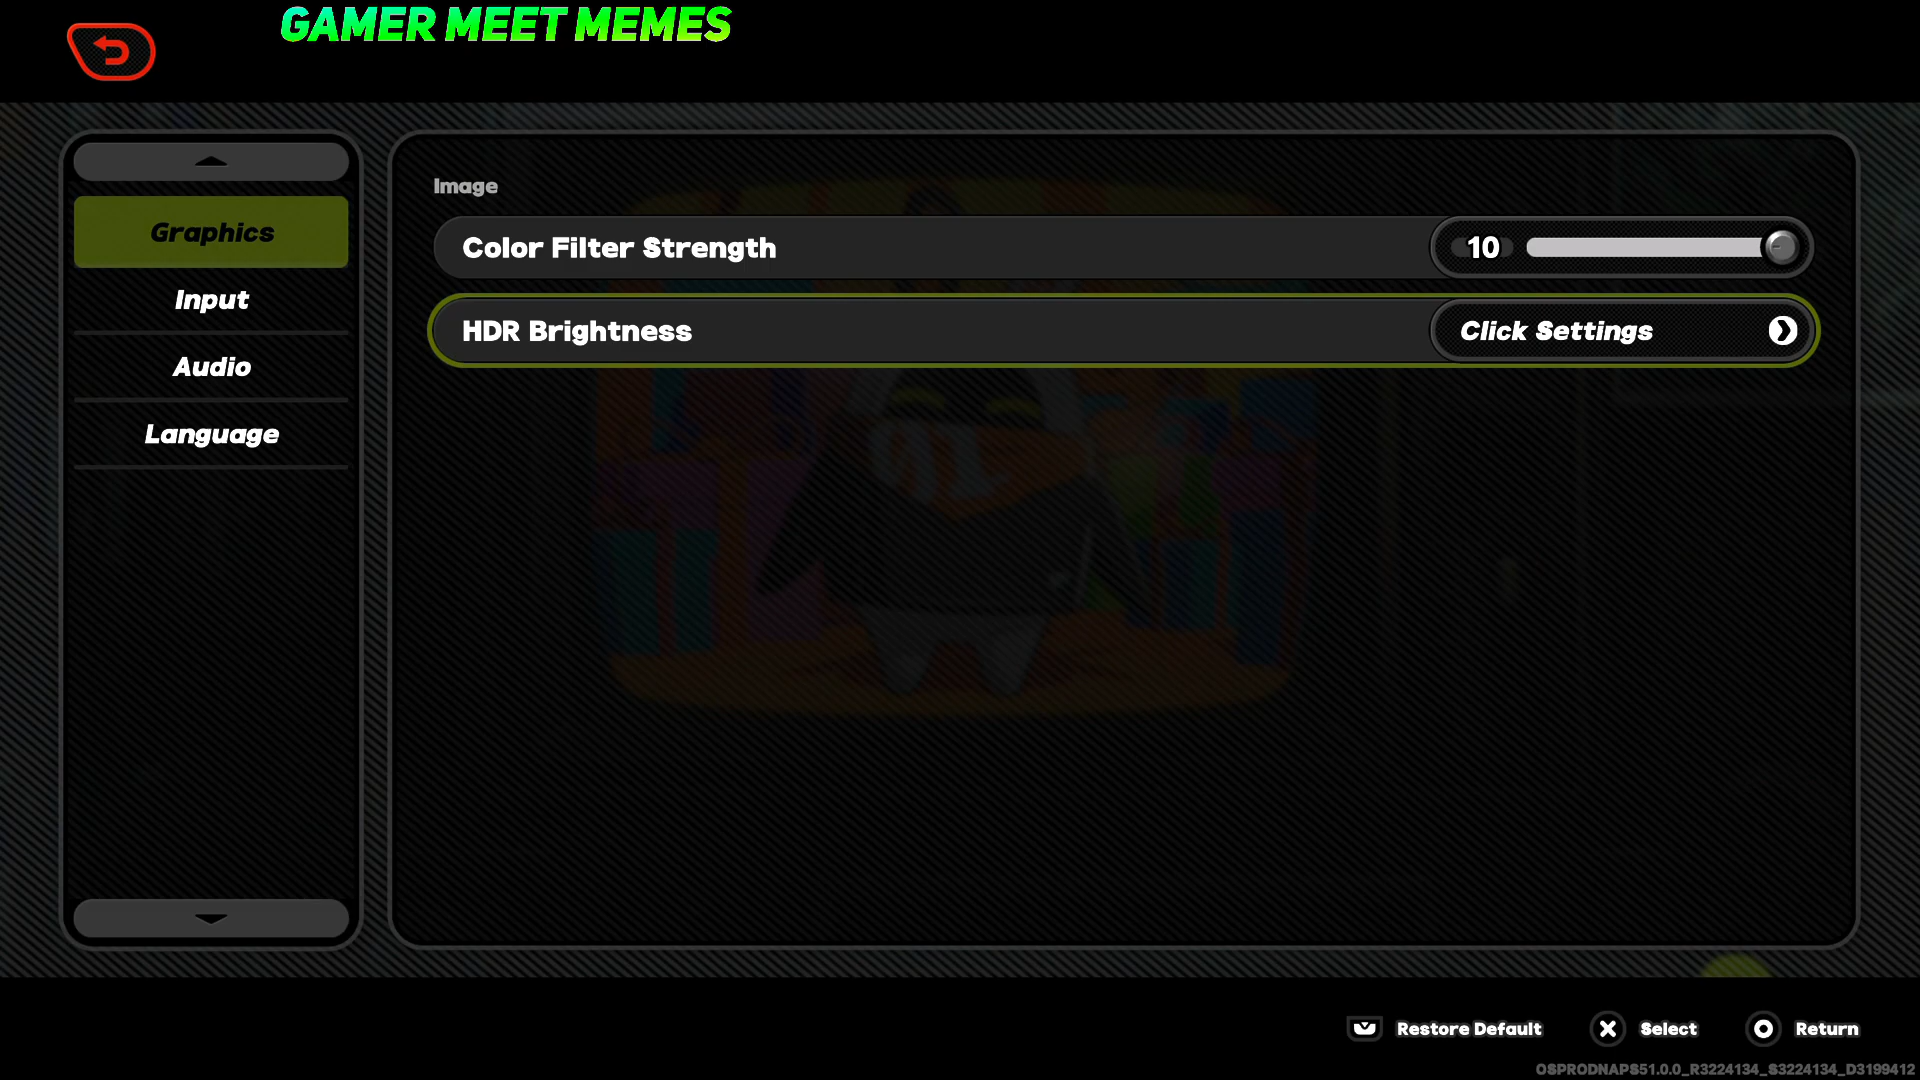 GAMER MEET MEMES
Graphics
Input
Audio
Language
Image
Color Filter Strength
10
HDR Brightness
Click Settings
Restore Default
Select
Return
OSPRODNAPS51.0.0_R3224134_S3224134_D3199412